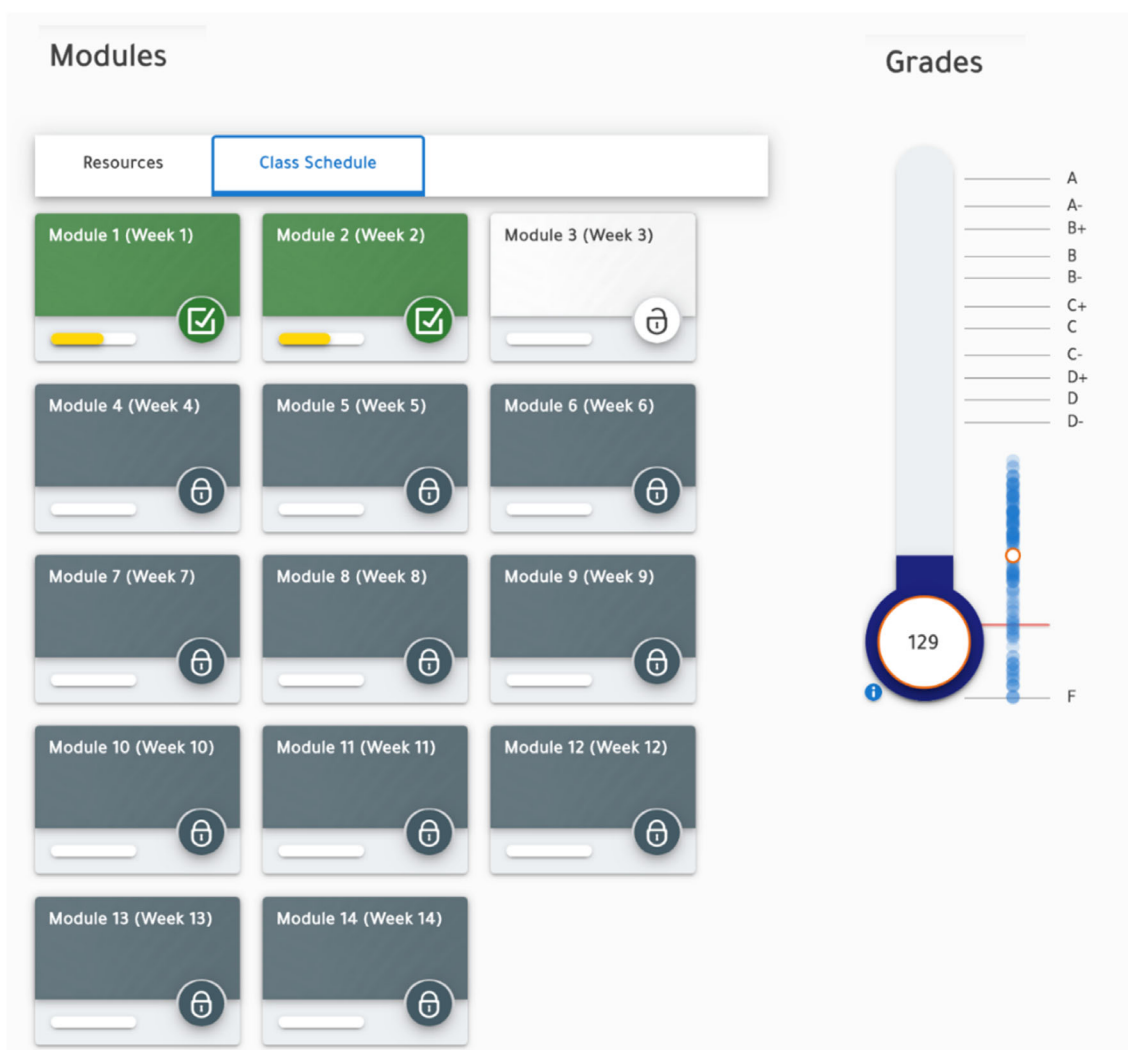 Modules
Resources
Class Schedule
Module 1 (Week 1)
Module 2 (Week 2)
Module 3 (Week 3)
Module 4 (Week 4)
Module 5 (Week 5)
Module 6 (Week 6)
Module 7 (Week 7)
Module 8 (Week 8)
Module 9 (Week 9)
Module 10 (Week 10)
Module 11 (Week 11)
Module 12 (Week 12)
Module 13 (Week 13)
Module 14 (Week 14)
Grades
A
A-
B+
B
B-
C+
C
C-
D+
D
D-
129
i
F